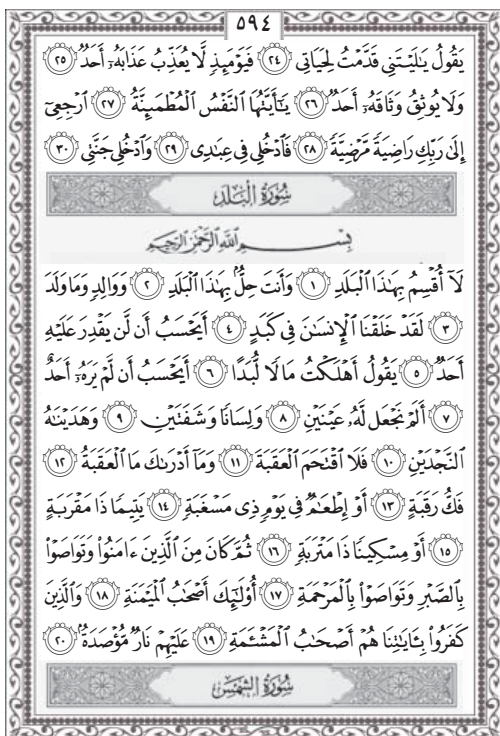 ٥٩٤
يَقُولُ يَٰلَيْتَنِى قَدَّمْتُ لِحَيَاتِى ٢٤ فَيَوْمَئِذٍ لَّا يُعَذِّبُ عَذَابَهُۥٓ أَحَدٌ ٢٥
وَلَا يُوثِقُ وَثَاقَهُۥٓ أَحَدٌ ٢٦ يَٰٓأَيَّتُهَا ٱلنَّفْسُ ٱلْمُطْمَئِنَّةُ ٢٧ ٱرْجِعِىٓ
إِلَىٰ رَبِّكِ رَاضِيَةً مَّرْضِيَّةً ٢٨ فَٱدْخُلِى فِى عِبَٰدِى ٢٩ وَٱدْخُلِى جَنَّتِى ٣٠
سُورَةُ الْبَلَدِ
بِسْمِ ٱللَّهِ ٱلرَّحْمَٰنِ ٱلرَّحِيمِ
لَآ أُقْسِمُ بِهَٰذَا ٱلْبَلَدِ ١ وَأَنتَ حِلٌّۢ بِهَٰذَا ٱلْبَلَدِ ٢ وَوَالِدٍ وَمَا وَلَدَ
٣ لَقَدْ خَلَقْنَا ٱلْإِنسَٰنَ فِى كَبَدٍ ٤ أَيَحْسَبُ أَن لَّن يَقْدِرَ عَلَيْهِ
أَحَدٌ ٥ يَقُولُ أَهْلَكْتُ مَالًا لُّبَدًا ٦ أَيَحْسَبُ أَن لَّمْ يَرَهُۥٓ أَحَدٌ
٧ أَلَمْ نَجْعَل لَّهُۥ عَيْنَيْنِ ٨ وَلِسَانًا وَشَفَتَيْنِ ٩ وَهَدَيْنَٰهُ
ٱلنَّجْدَيْنِ ١٠ فَلَا ٱقْتَحَمَ ٱلْعَقَبَةَ ١١ وَمَآ أَدْرَىٰكَ مَا ٱلْعَقَبَةُ ١٢
فَكُّ رَقَبَةٍ ١٣ أَوْ إِطْعَٰمٌ فِى يَوْمٍ ذِى مَسْغَبَةٍ ١٤ يَتِيمًا ذَا مَقْرَبَةٍ
١٥ أَوْ مِسْكِينًا ذَا مَتْرَبَةٍ ١٦ ثُمَّ كَانَ مِنَ ٱلَّذِينَ ءَامَنُوا۟ وَتَوَاصَوْا۟
بِٱلصَّبْرِ وَتَوَاصَوْا۟ بِٱلْمَرْحَمَةِ ١٧ أُو۟لَٰٓئِكَ أَصْحَٰبُ ٱلْمَيْمَنَةِ ١٨ وَٱلَّذِينَ
كَفَرُوا۟ بِـَٔايَٰتِنَا هُمْ أَصْحَٰبُ ٱلْمَشْـَٔمَةِ ١٩ عَلَيْهِمْ نَارٌ مُّؤْصَدَةٌۢ ٢٠
سُورَةُ الشَّمْسِ